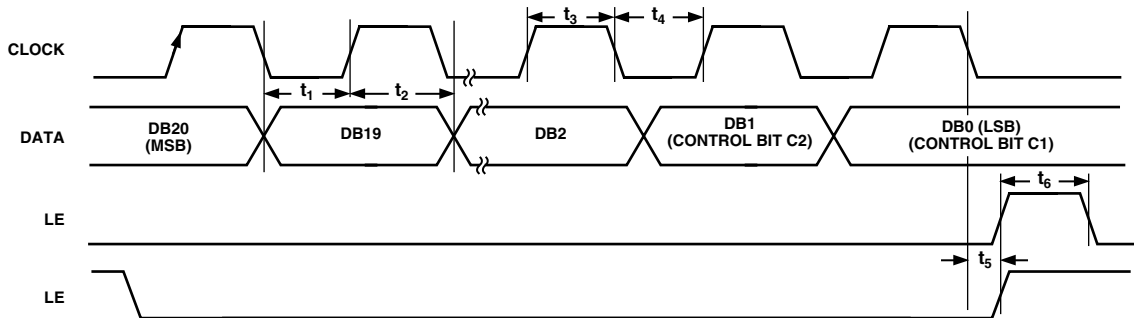 CLOCK
t3
t4
t1
t2
DATA
DB20
(MSB)
DB19
DB2
DB1
(CONTROL BIT C2)
DB0 (LSB)
(CONTROL BIT C1)
LE
t6
t5
LE